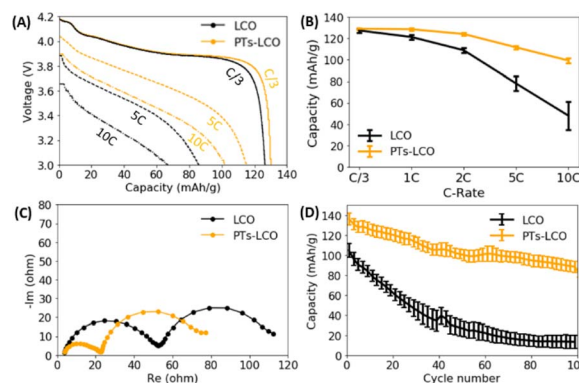 (A)
4.2
4.0
3.8
3.6
3.4
3.2
3.0
Voltage (V)
LCO
PTs-LCO
C/3
C/3
5C
5C
10C
10C
0 20 40 60 80 100 120 140
Capacity (mAh/g)
(B)
140
120
100
80
60
40
20
0
Capacity (mAh/g)
LCO
PTs-LCO
C/3 1C 2C 5C 10C
C-Rate
(C)
80
70
60
50
40
30
20
10
0
-Im (ohm)
LCO
PTs-LCO
0 20 40 60 80 100 120
Re (ohm)
(D)
160
140
120
100
80
60
40
20
0
Capacity (mAh/g)
LCO
PTs-LCO
0 20 40 60 80 100
Cycle number